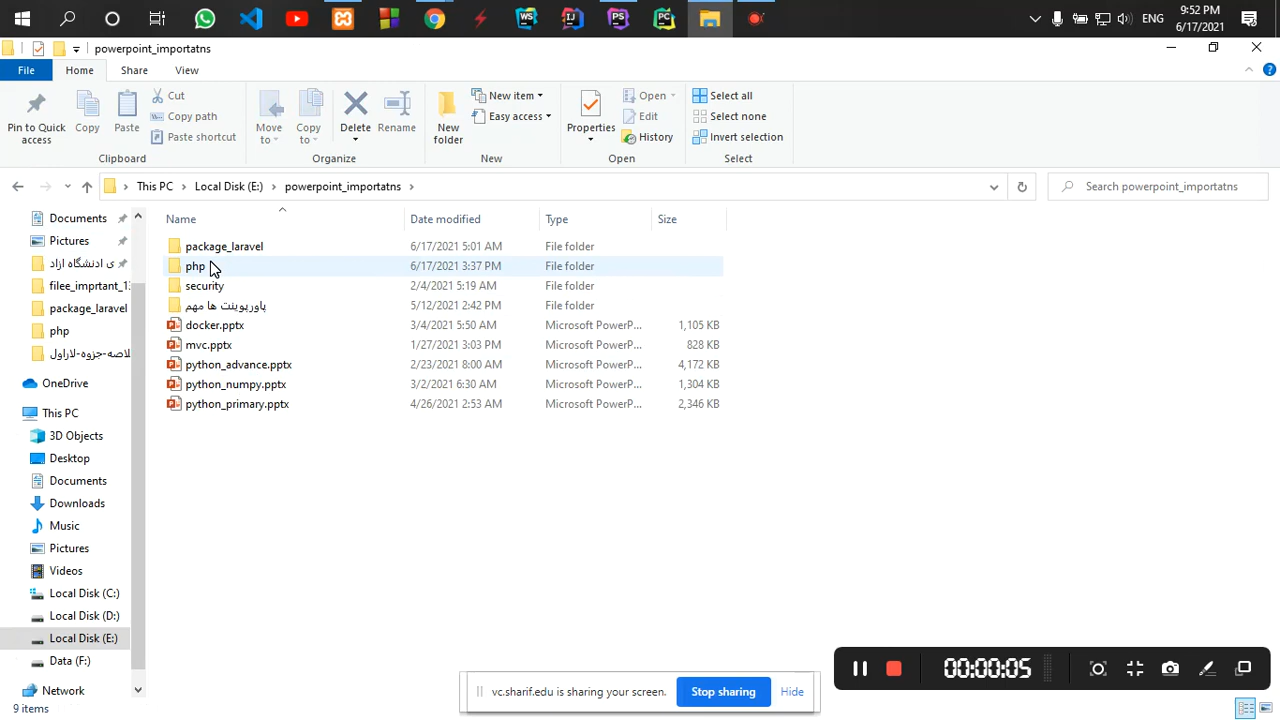 9:52 PM
ENG
6/17/2021
powerpoint_importatns
File
Home
Share
View
Pin to Quick access
Copy
Paste
Cut
Copy path
Paste shortcut
Clipboard
Move to
Copy to
Delete
Rename
Organize
New folder
New item
Easy access
New
Properties
Open
Edit
History
Open
Select all
Select none
Invert selection
Select
This PC
Local Disk (E:)
powerpoint_importatns
Search powerpoint_importatns
Name
Date modified
Type
Size
package_laravel 6/17/2021 5:01 AM File folder
php 6/17/2021 3:37 PM File folder
security 2/4/2021 5:19 AM File folder
پاورپوینت ها مهم 5/12/2021 2:42 PM File folder
docker.pptx 3/4/2021 5:50 AM Microsoft PowerP... 1,105 KB
mvc.pptx 1/27/2021 3:03 PM Microsoft PowerP... 828 KB
python_advance.pptx 2/23/2021 8:00 AM Microsoft PowerP... 4,172 KB
python_numpy.pptx 3/2/2021 6:30 AM Microsoft PowerP... 1,304 KB
python_primary.pptx 4/26/2021 2:53 AM Microsoft PowerP... 2,346 KB
Documents
Pictures
ی ادنشگاه ازاد
filee_imprtant_13
package_laravel
php
لاصه-جزوه-لاراول
OneDrive
This PC
3D Objects
Desktop
Documents
Downloads
Music
Pictures
Videos
Local Disk (C:)
Local Disk (D:)
Local Disk (E:)
Data (F:)
Network
9 items
vc.sharif.edu is sharing your screen.
Stop sharing
Hide
00:00:05